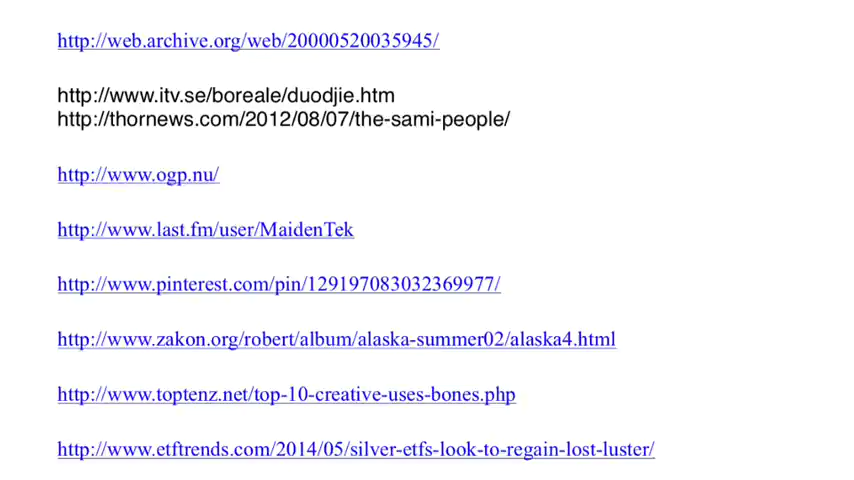 http://web.archive.org/web/20000520035945/
http://www.itv.se/boreale/duodjie.htm
http://thornews.com/2012/08/07/the-sami-people/
http://www.ogp.nu/
http://www.last.fm/user/MaidenTek
http://www.pinterest.com/pin/129197083032369977/
http://www.zakon.org/robert/album/alaska-summer02/alaska4.html
http://www.toptenz.net/top-10-creative-uses-bones.php
http://www.etftrends.com/2014/05/silver-etfs-look-to-regain-lost-luster/